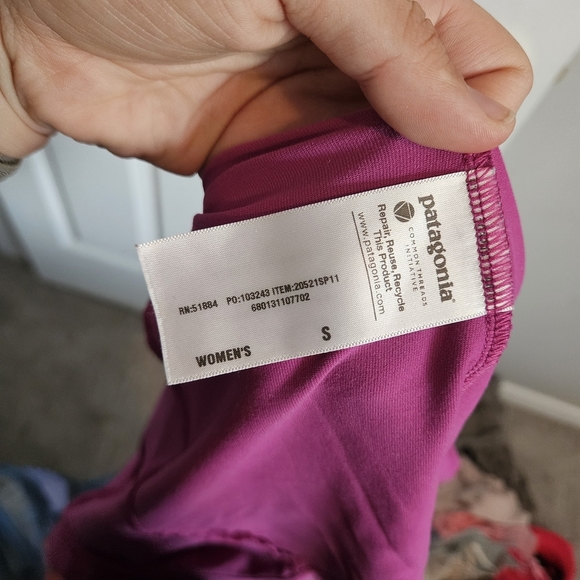 patagonia®
COMMON THREADS
INITIATIVE
Repair, Reuse, Recycle
This Product
www.patagonia.com
RN:51884 PO:103243 ITEM:20521SP11
680131107702
WOMEN'S S